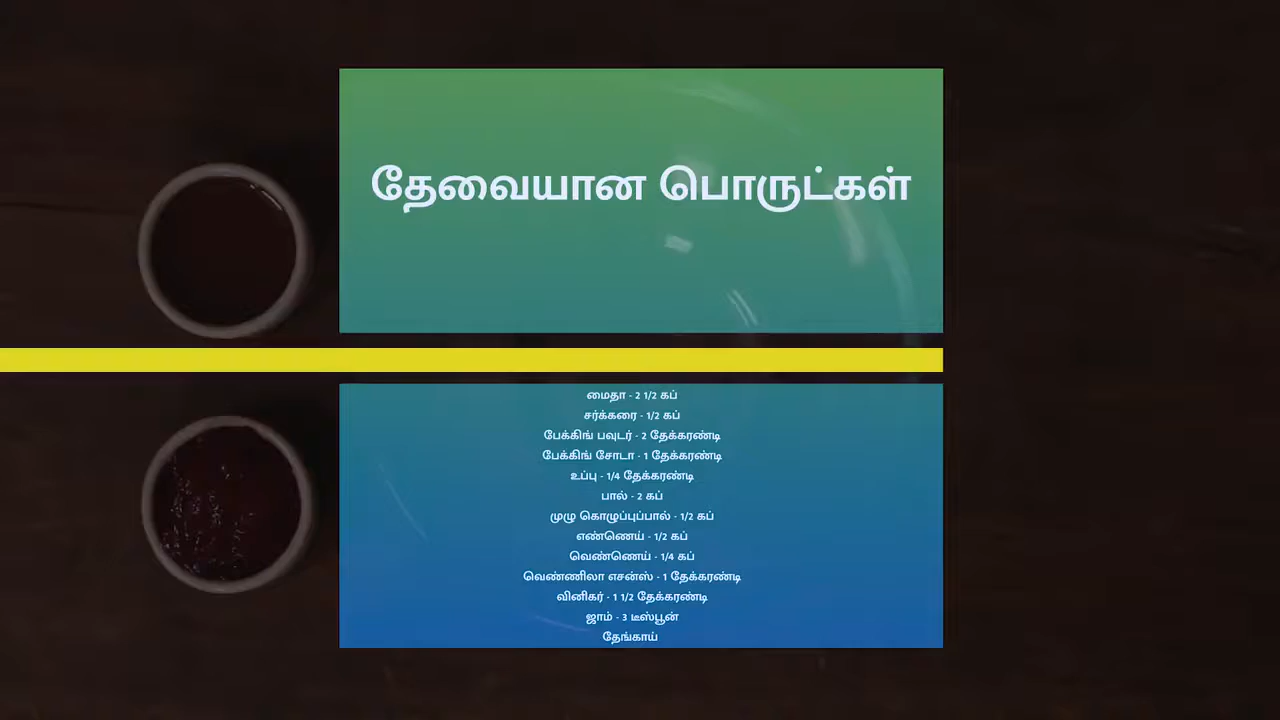 தேவையான பொருட்கள்
மைதா - 2 1/2 கப்
சர்க்கரை - 1/2 கப்
பேக்கிங் பவுடர் - 2 தேக்கரண்டி
பேக்கிங் சோடா - 1 தேக்கரண்டி
உப்பு - 1/4 தேக்கரண்டி
பால் - 2 கப்
முழு கொழுப்புப்பால் - 1/2 கப்
எண்ணெய் - 1/2 கப்
வெண்ணெய் - 1/4 கப்
வெண்ணிலா எசன்ஸ் - 1 தேக்கரண்டி
வினிகர் - 1 1/2 தேக்கரண்டி
ஜாம் - 3 டீஸ்பூன்
தேங்காய்